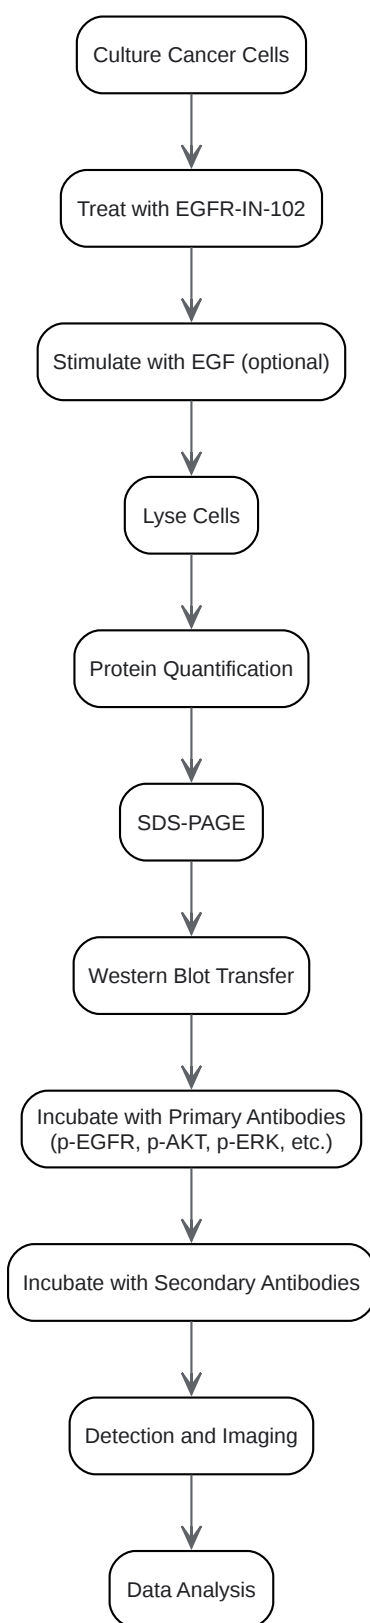 Culture Cancer Cells
Treat with EGFR-IN-102
Stimulate with EGF (optional)
Lyse Cells
Protein Quantification
SDS-PAGE
Western Blot Transfer
Incubate with Primary Antibodies
(p-EGFR, p-AKT, p-ERK, etc.)
Incubate with Secondary Antibodies
Detection and Imaging
Data Analysis